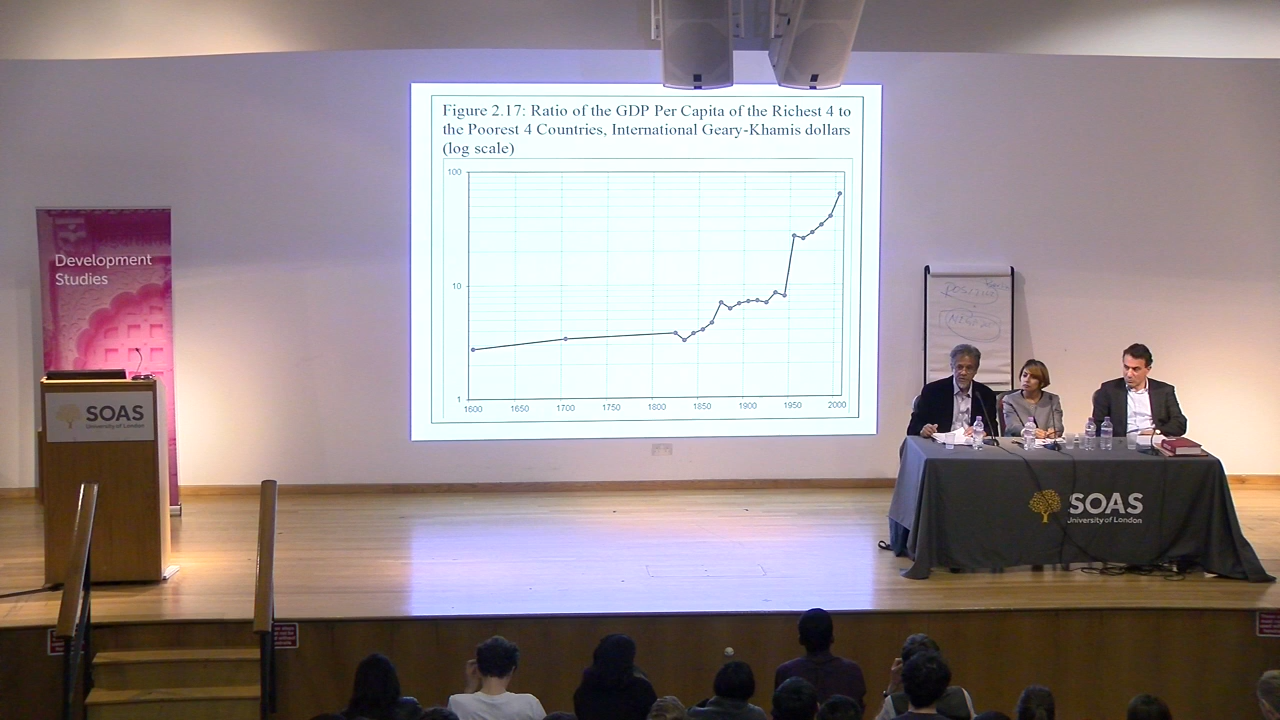 Figure 2.17: Ratio of the GDP Per Capita of the Richest 4 to
the Poorest 4 Countries, International Geary-Khamis dollars
(log scale)
100
10
1
1600 1650 1700 1750 1800 1850 1900 1950 2000
Development
Studies
SOAS
University of London
SOAS
University of London